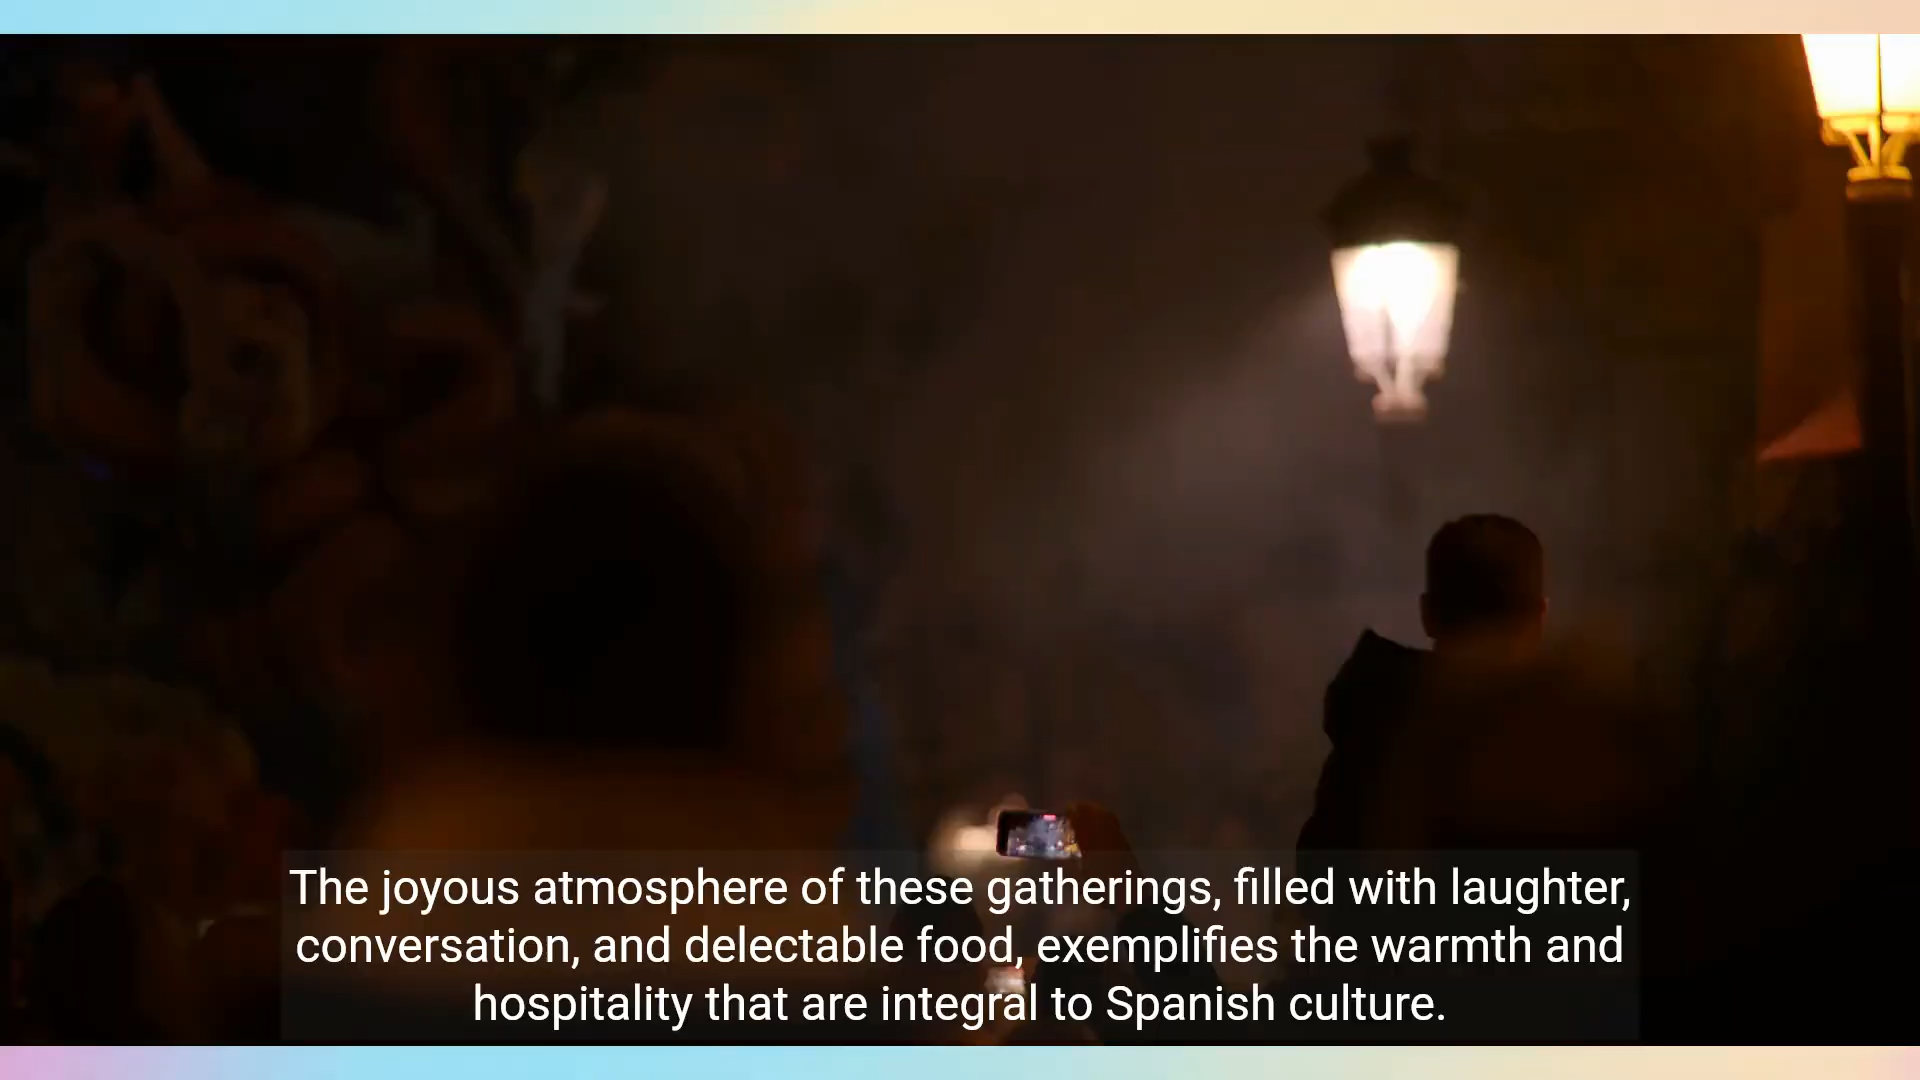 The joyous atmosphere of these gatherings, filled with laughter,
conversation, and delectable food, exemplifies the warmth and
hospitality that are integral to Spanish culture.